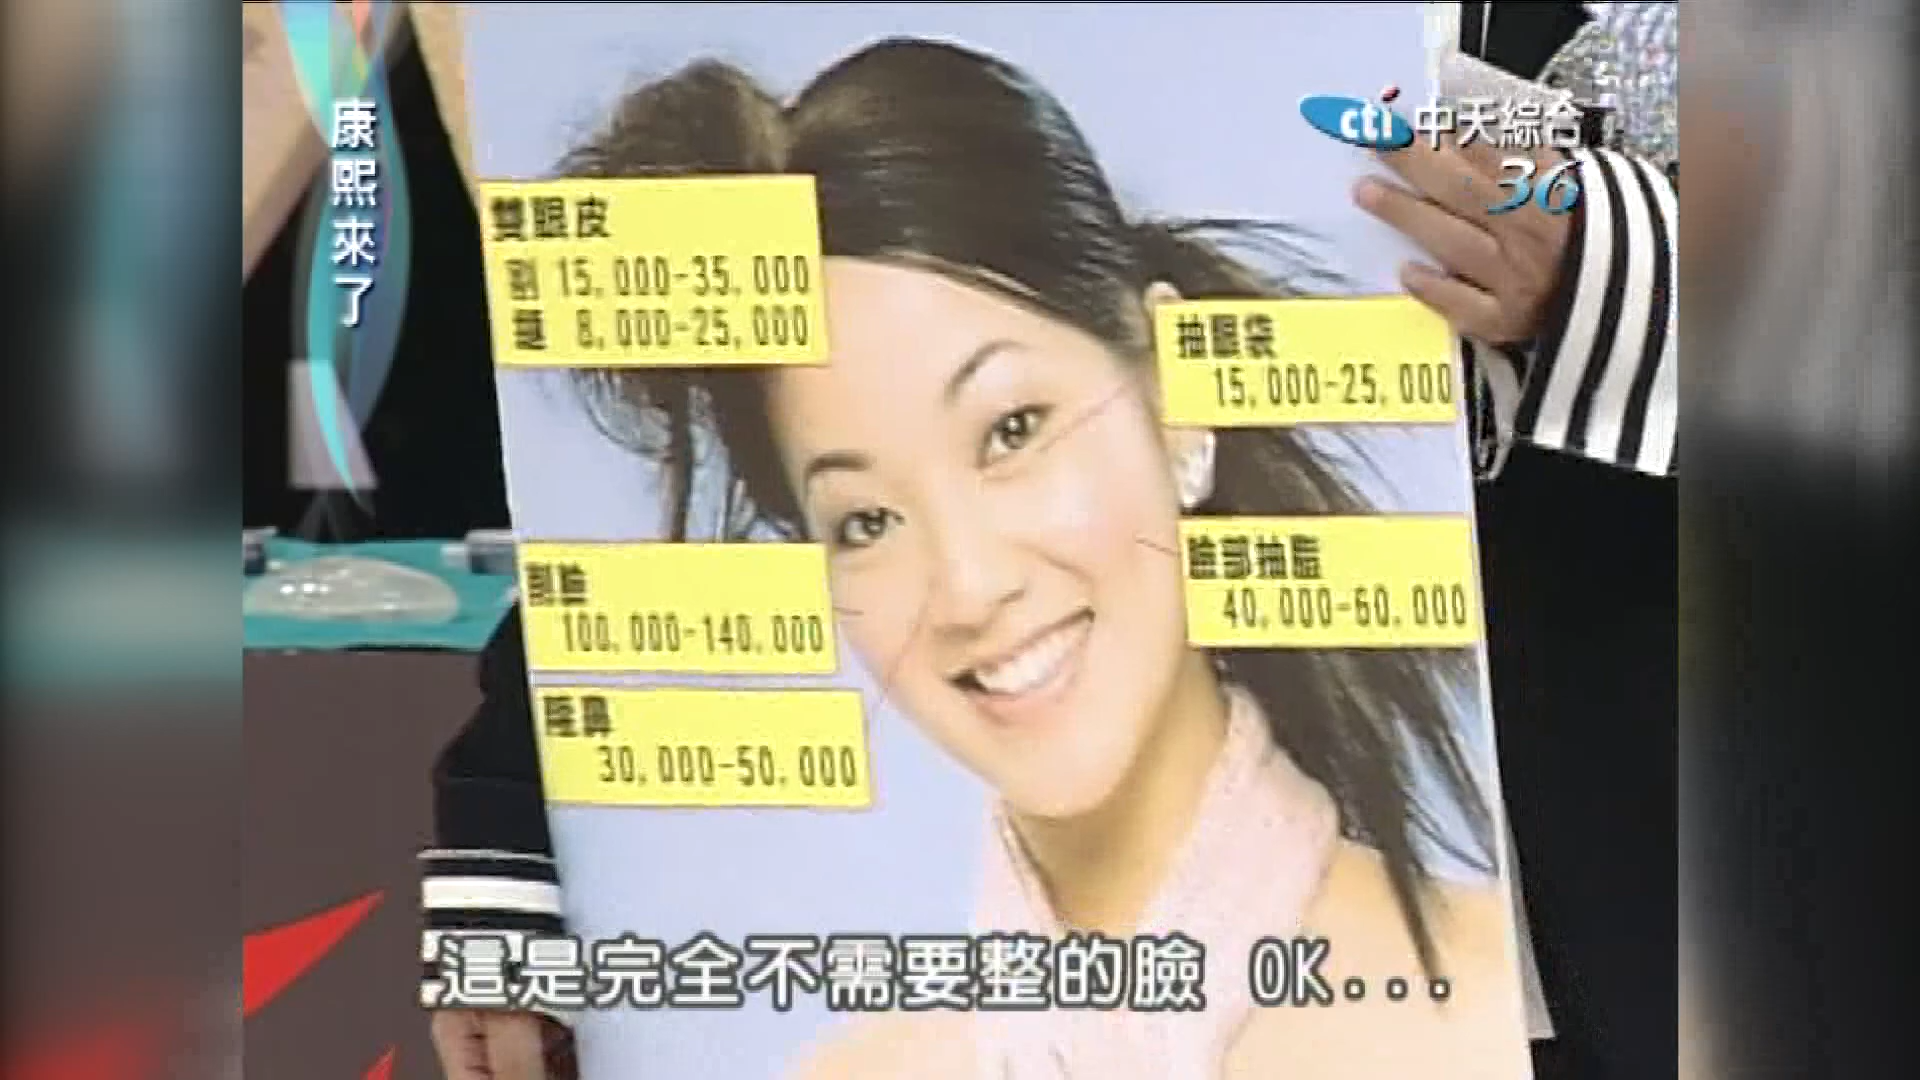 康熙來了
cti 中天綜合
36
雙眼皮
割 15,000-35,000
縫 8,000-25,000
抽眼袋
15,000-25,000
削臉
100,000-140,000
臉部抽脂
40,000-60,000
隆鼻
30,000-50,000
這是完全不需要整的臉 OK...